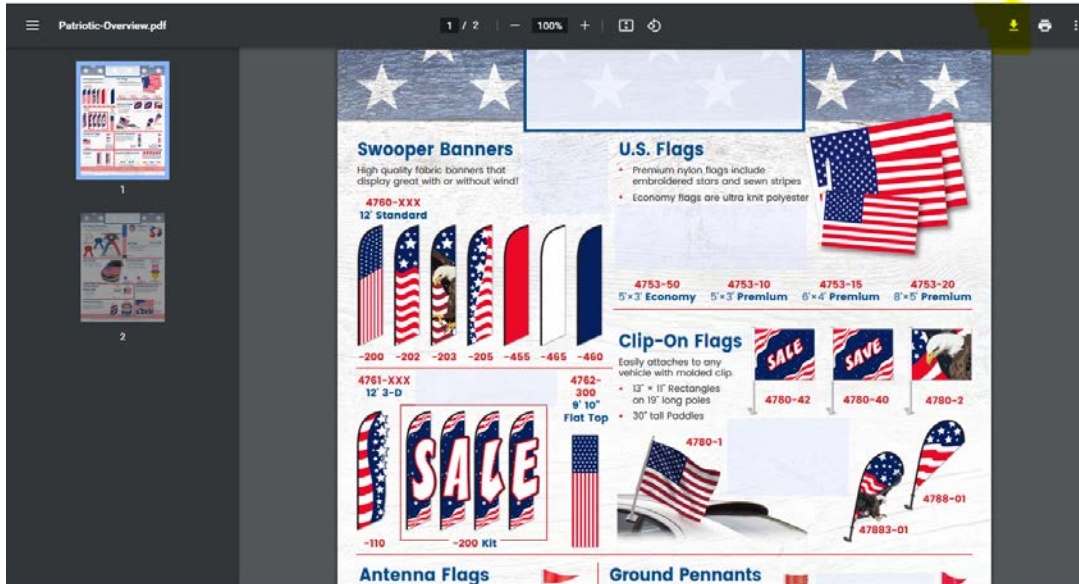 Patriotic-Overview.pdf
1 / 2
100%
1
2
Swooper Banners
High quality fabric banners that
display great with or without wind!
4760-XXX
12' Standard
-200 -202 -203 -205 -455 -465 -460
4761-XXX
12' 3-D
SALE
-110
-200 Kit
4762-
300
9' 10"
Flat Top
U.S. Flags
• Premium nylon flags include
embroidered stars and sewn stripes
• Economy flags are ultra knit polyester
4753-50 4753-10 4753-15 4753-20
5'×3' Economy 5'×3' Premium 6'×4' Premium 8'×5' Premium
Clip-On Flags
Easily attaches to any
vehicle with molded clip.
• 13" × 11" Rectangles
on 19" long poles
• 30" tall Paddles
SALE
SAVE
4780-42 4780-40 4780-2
4780-1
47883-01
4788-01
Antenna Flags
Ground Pennants